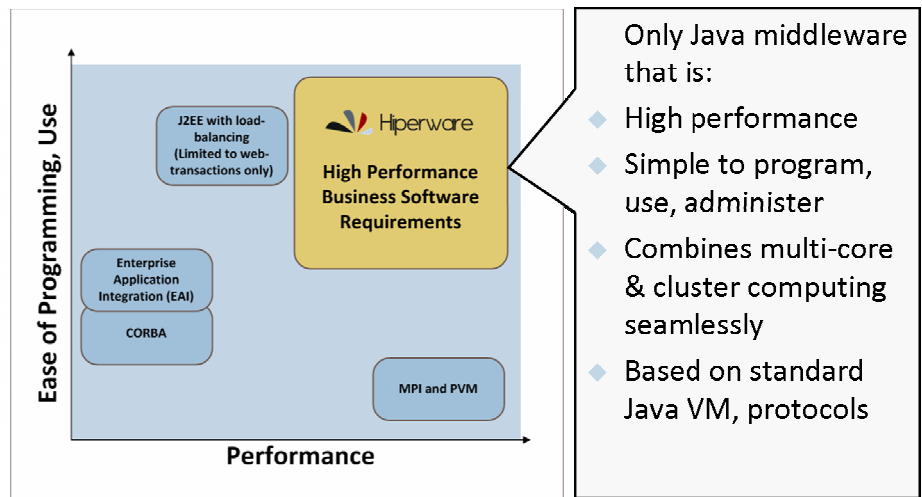 Ease of Programming, Use
J2EE with load-
balancing
(Limited to web-
transactions only)
Hiperware
High Performance
Business Software
Requirements
Enterprise
Application
Integration (EAI)
CORBA
MPI and PVM
Performance
Only Java middleware
that is:
High performance
Simple to program,
use, administer
Combines multi-core
& cluster computing
seamlessly
Based on standard
Java VM, protocols